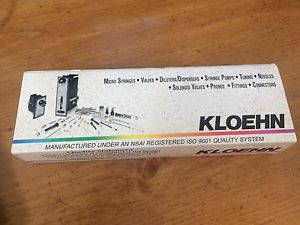 MICRO SYRINGES • VALVES • DILUTERS/DISPENSERS • SYRINGE PUMPS • TUBING • NEEDLES
• SOLENOID VALVES • PROBES • FITTINGS • CONNECTORS
KLOEHN
MANUFACTURED UNDER AN NSAI REGISTERED ISO 9001 QUALITY SYSTEM